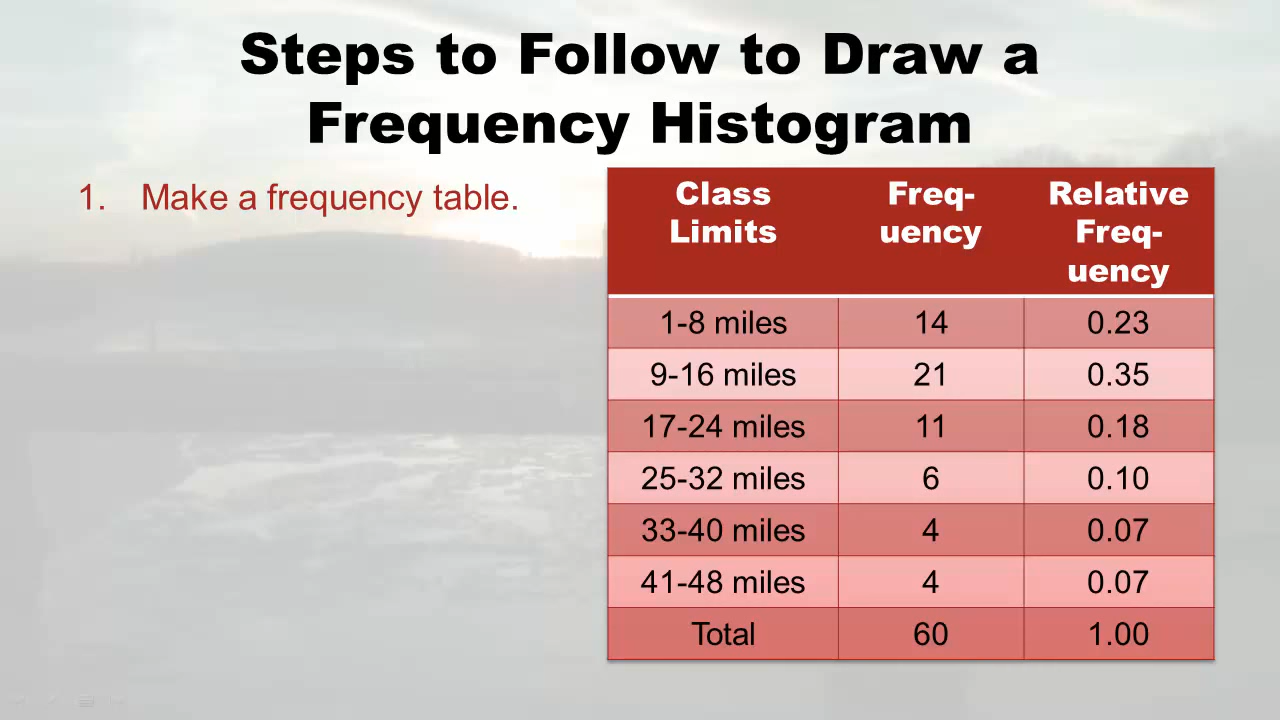 Steps to Follow to Draw a
Frequency Histogram
1. Make a frequency table.
Class Limits Freq-uency Relative Freq-uency
1-8 miles 14 0.23
9-16 miles 21 0.35
17-24 miles 11 0.18
25-32 miles 6 0.10
33-40 miles 4 0.07
41-48 miles 4 0.07
Total 60 1.00